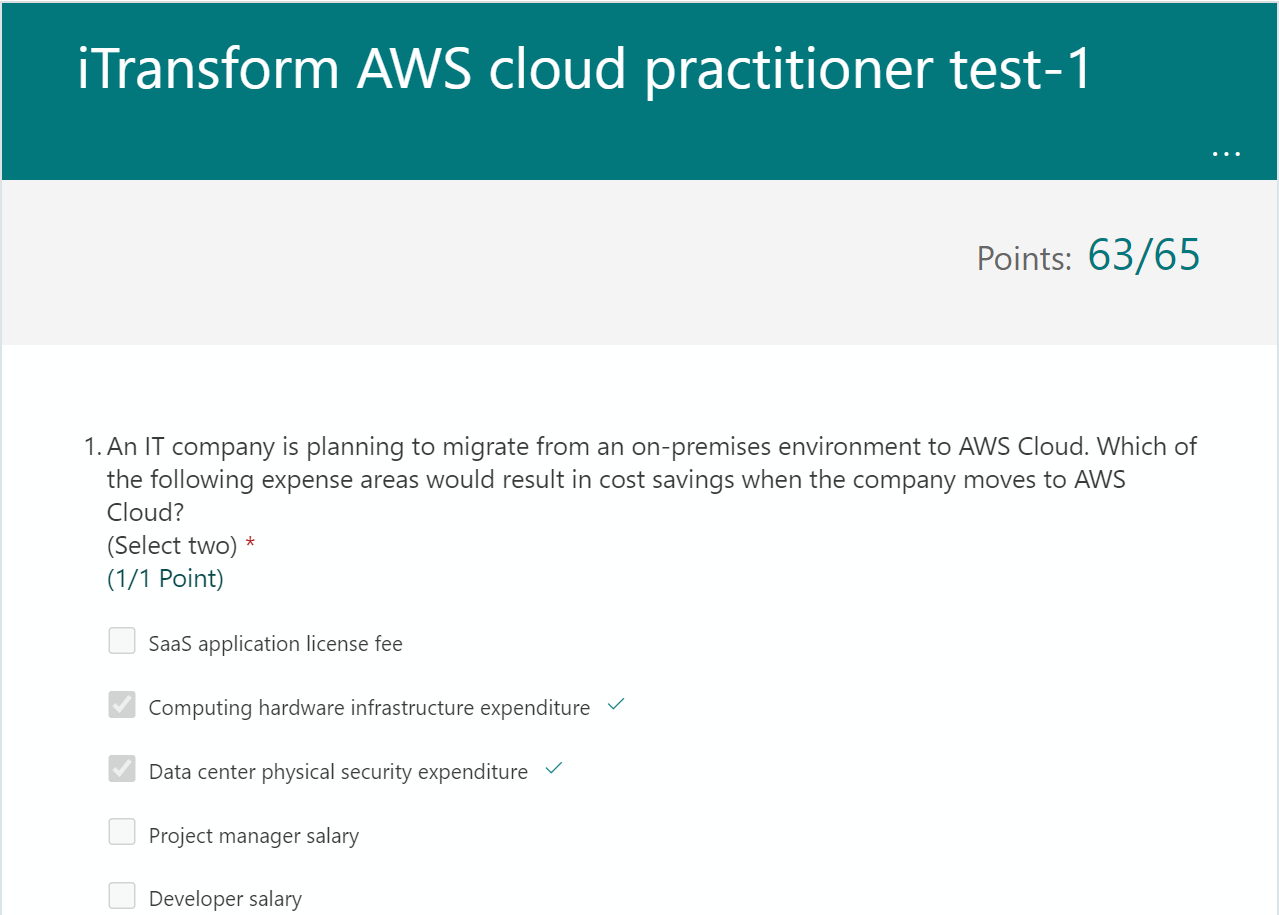 iTransform AWS cloud practitioner test-1
...
Points: 63/65
1. An IT company is planning to migrate from an on-premises environment to AWS Cloud. Which of
the following expense areas would result in cost savings when the company moves to AWS
Cloud?
(Select two) *
(1/1 Point)
SaaS application license fee
Computing hardware infrastructure expenditure
Data center physical security expenditure
Project manager salary
Developer salary